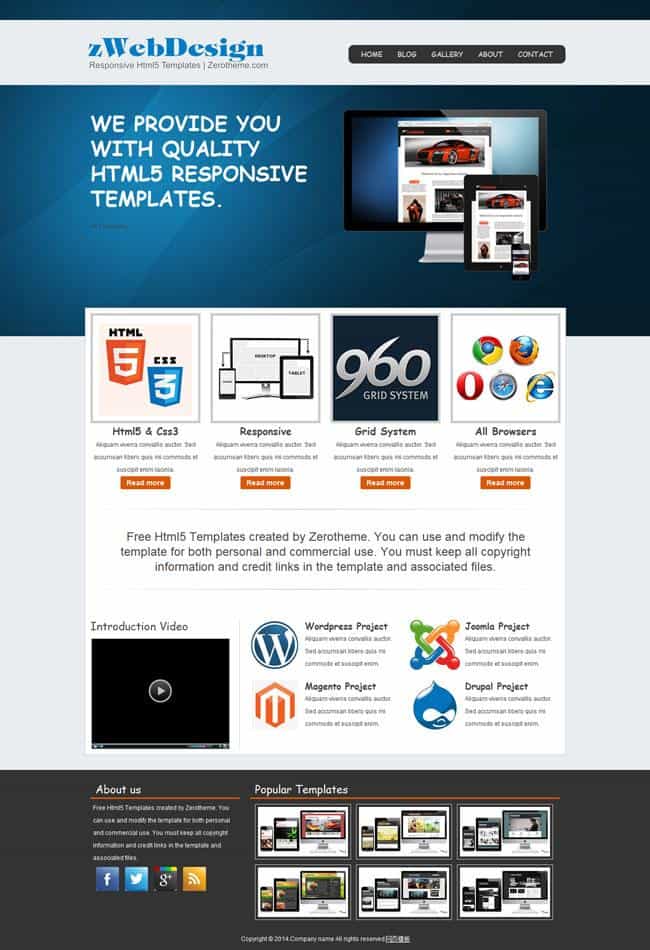 zWebDesign
Responsive Html5 Templates | Zerotheme.com
HOME BLOG GALLERY ABOUT CONTACT
WE PROVIDE YOU
WITH QUALITY
HTML5 RESPONSIVE
TEMPLATES.
HTML
5
CSS
3
DESKTOP
TABLET
960
GRID SYSTEM
Html5 & Css3
Aliquam viverra convallis auctor. Sed
accumsan libero quis mi commodo et
suscipit enim lacinia.
Read more
Responsive
Aliquam viverra convallis auctor. Sed
accumsan libero quis mi commodo et
suscipit enim lacinia.
Read more
Grid System
Aliquam viverra convallis auctor. Sed
accumsan libero quis mi commodo et
suscipit enim lacinia.
Read more
All Browsers
Aliquam viverra convallis auctor. Sed
accumsan libero quis mi commodo et
suscipit enim lacinia.
Read more
Free Html5 Templates created by Zerotheme. You can use and modify the
template for both personal and commercial use. You must keep all copyright
information and credit links in the template and associated files.
Introduction Video
Wordpress Project
Aliquam viverra convallis auctor.
Sed accumsan libero quis mi
commodo et suscipit enim.
Joomla Project
Aliquam viverra convallis auctor.
Sed accumsan libero quis mi
commodo et suscipit enim.
Magento Project
Aliquam viverra convallis auctor.
Sed accumsan libero quis mi
commodo et suscipit enim.
Drupal Project
Aliquam viverra convallis auctor.
Sed accumsan libero quis mi
commodo et suscipit enim.
About us
Free Html5 Templates created by Zerotheme. You
can use and modify the template for both personal
and commercial use. You must keep all copyright
information and credit links in the template and
associated files.
Popular Templates
Copyright © 2014.Company name All rights reserved.网页模板